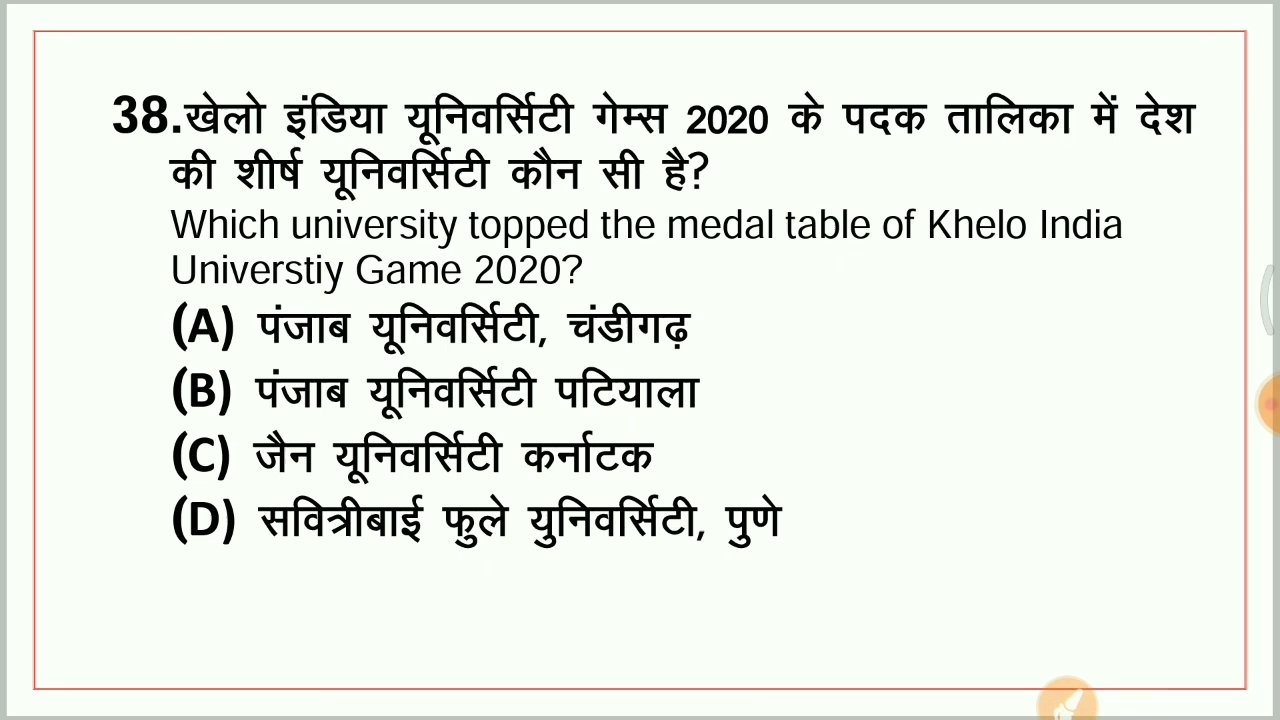 38.खेलो इंडिया यूनिवर्सिटी गेम्स 2020 के पदक तालिका में देश
की शीर्ष यूनिवर्सिटी कौन सी है?
Which university topped the medal table of Khelo India
Universtiy Game 2020?
(A) पंजाब यूनिवर्सिटी, चंडीगढ़
(B) पंजाब यूनिवर्सिटी पटियाला
(C) जैन यूनिवर्सिटी कर्नाटक
(D) सवित्रीबाई फुले युनिवर्सिटी, पुणे